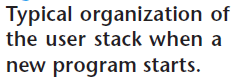 Typical organization of
the user stack when a
new program starts.